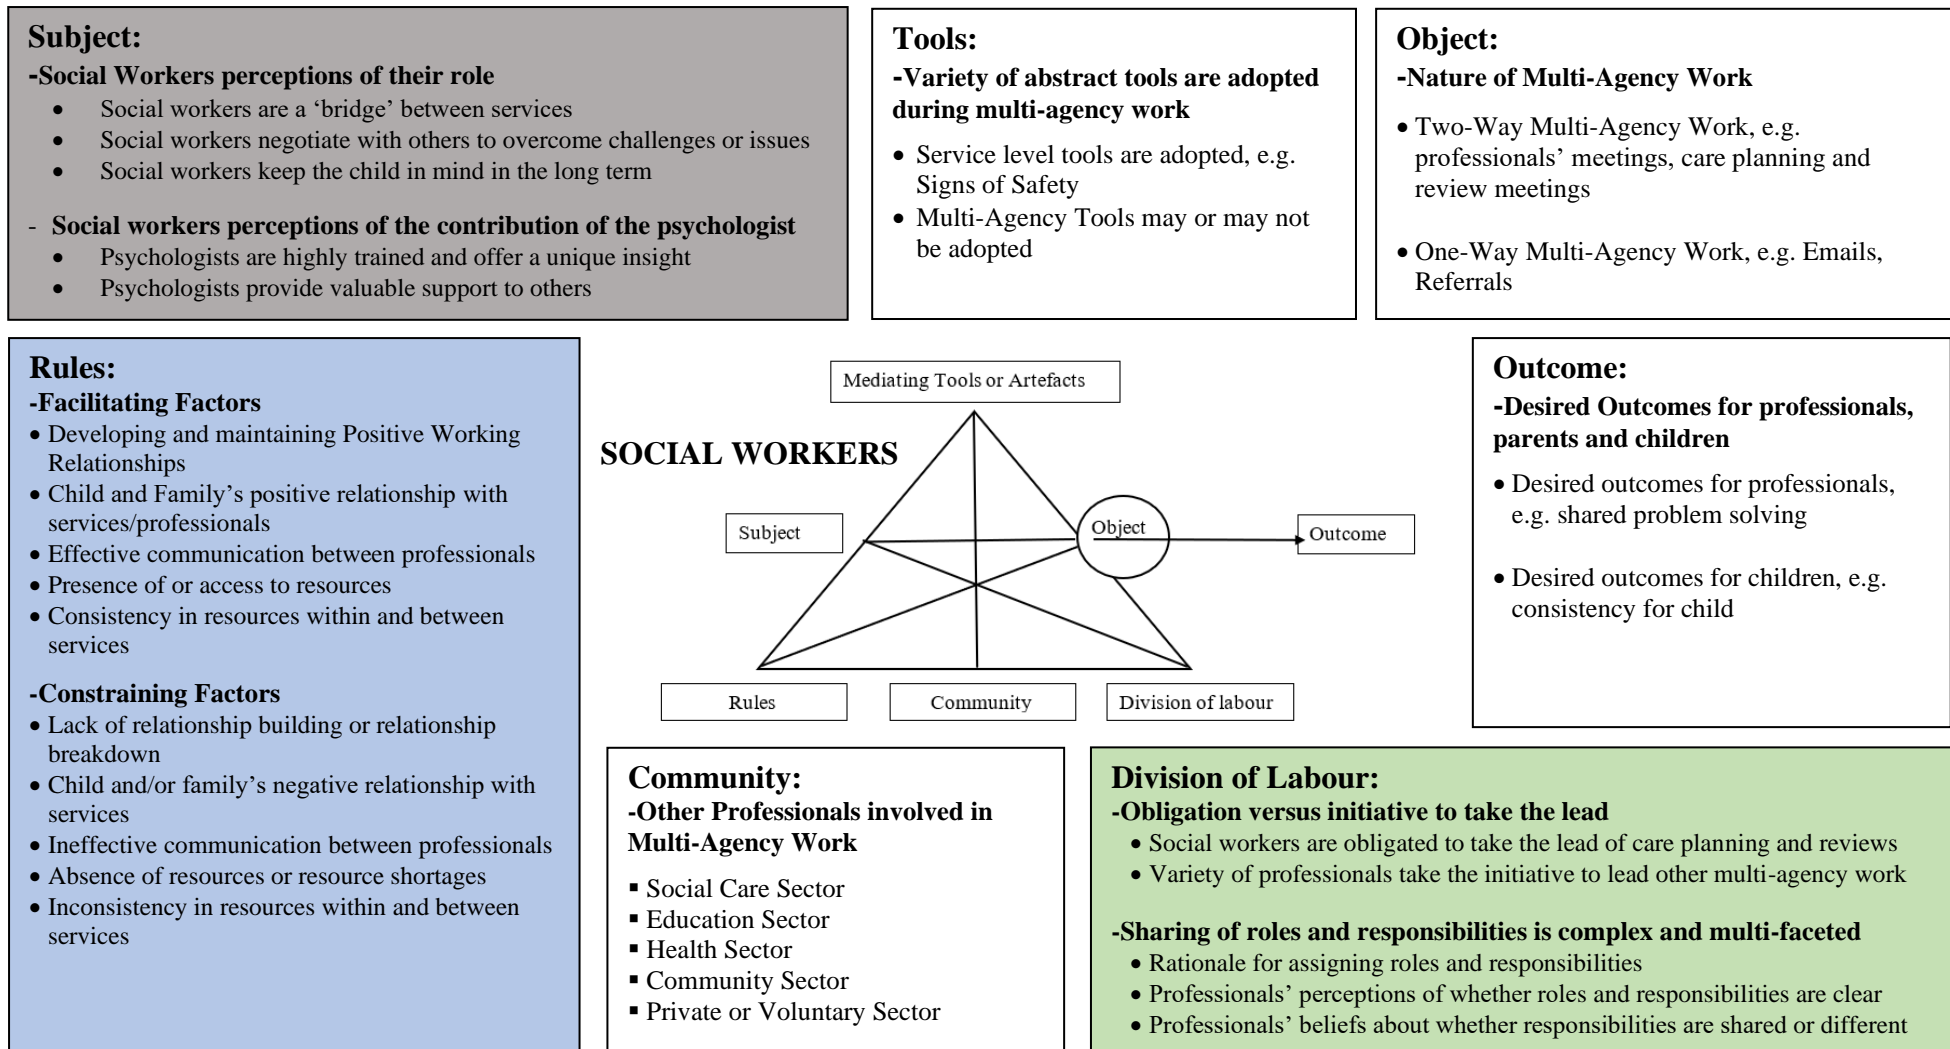 Subject:
-Social Workers perceptions of their role
• Social workers are a ‘bridge’ between services
• Social workers negotiate with others to overcome challenges or issues
• Social workers keep the child in mind in the long term
- Social workers perceptions of the contribution of the psychologist
• Psychologists are highly trained and offer a unique insight
• Psychologists provide valuable support to others
Tools:
-Variety of abstract tools are adopted
during multi-agency work
• Service level tools are adopted, e.g.
Signs of Safety
• Multi-Agency Tools may or may not
be adopted
Object:
-Nature of Multi-Agency Work
• Two-Way Multi-Agency Work, e.g.
professionals’ meetings, care planning and
review meetings
• One-Way Multi-Agency Work, e.g. Emails,
Referrals
Rules:
-Facilitating Factors
• Developing and maintaining Positive Working
Relationships
• Child and Family’s positive relationship with
services/professionals
• Effective communication between professionals
• Presence of or access to resources
• Consistency in resources within and between
services
-Constraining Factors
• Lack of relationship building or relationship
breakdown
• Child and/or family’s negative relationship with
services
• Ineffective communication between professionals
• Absence of resources or resource shortages
• Inconsistency in resources within and between
services
Mediating Tools or Artefacts
SOCIAL WORKERS
Subject
Object
Outcome
Rules
Community
Division of labour
Outcome:
-Desired Outcomes for professionals,
parents and children
• Desired outcomes for professionals,
e.g. shared problem solving
• Desired outcomes for children, e.g.
consistency for child
Community:
-Other Professionals involved in
Multi-Agency Work
▪ Social Care Sector
▪ Education Sector
▪ Health Sector
▪ Community Sector
▪ Private or Voluntary Sector
Division of Labour:
-Obligation versus initiative to take the lead
• Social workers are obligated to take the lead of care planning and reviews
• Variety of professionals take the initiative to lead other multi-agency work
-Sharing of roles and responsibilities is complex and multi-faceted
• Rationale for assigning roles and responsibilities
• Professionals’ perceptions of whether roles and responsibilities are clear
• Professionals’ beliefs about whether responsibilities are shared or different